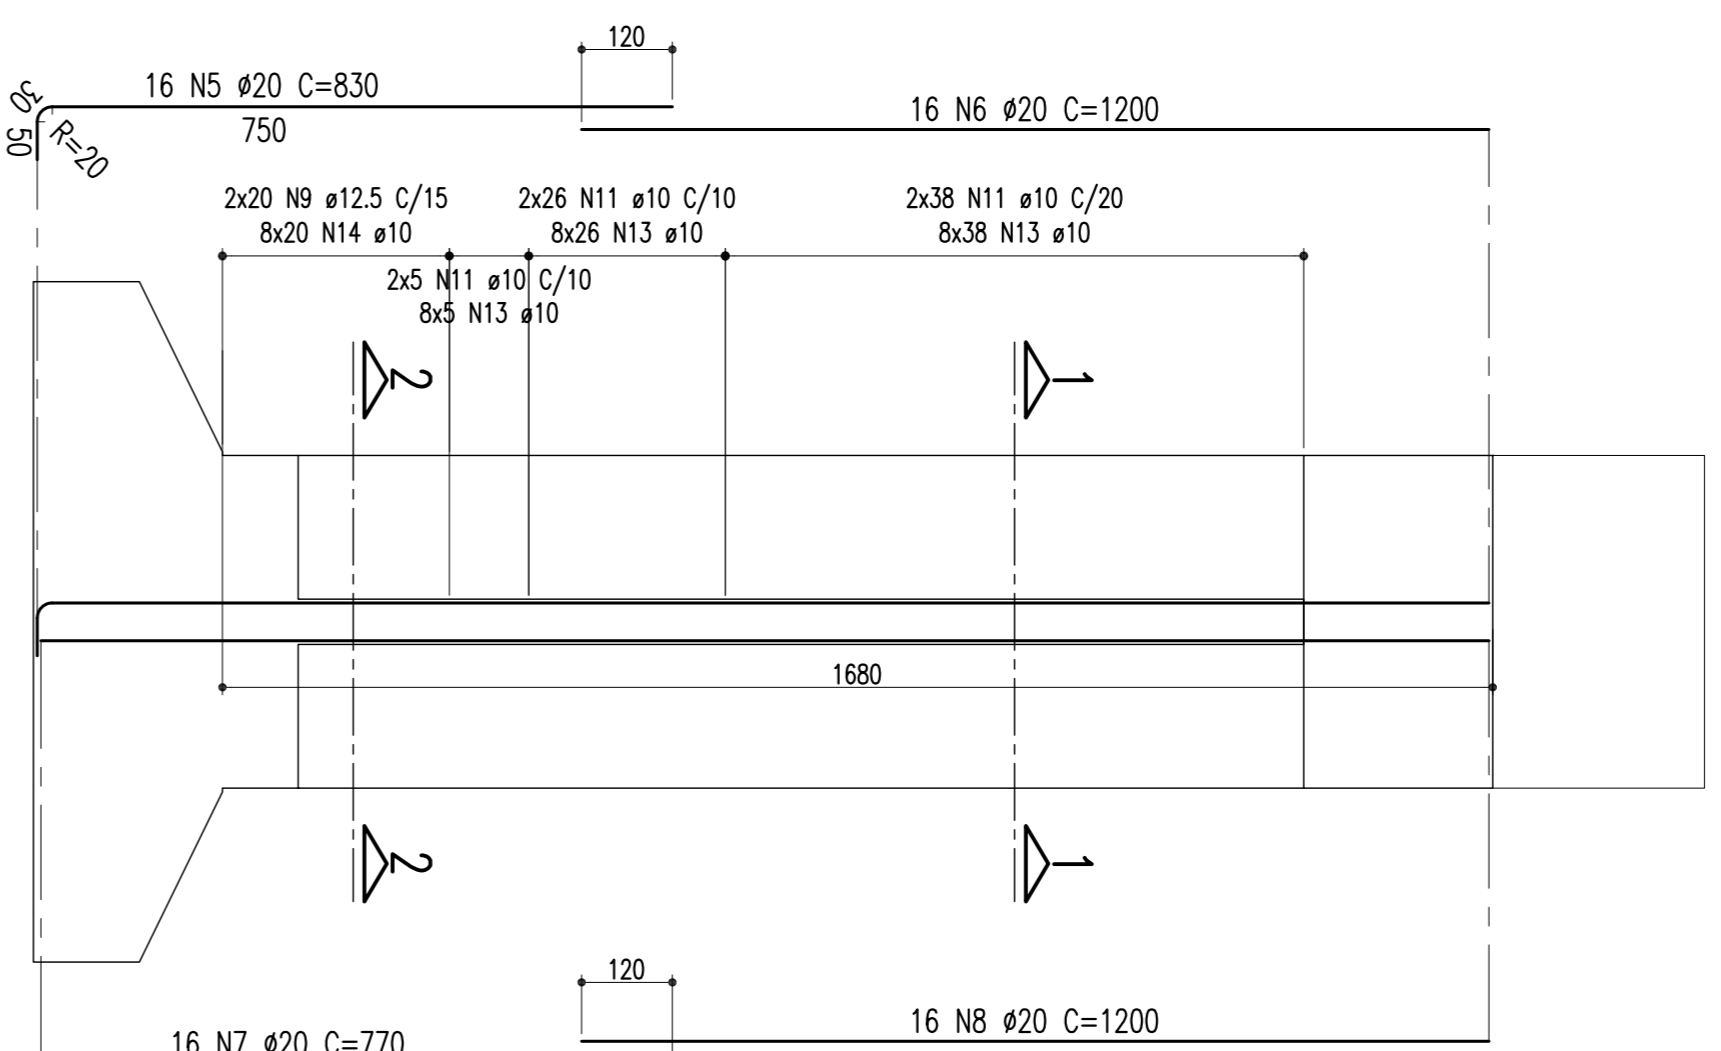 120
16 N5 ø20 C=830
16 N6 ø20 C=1200
30
50
R=20
750
2x20 N9 ø12.5 C/15
8x20 N14 ø10
2x26 N11 ø10 C/10
8x26 N13 ø10
2x38 N11 ø10 C/20
8x38 N13 ø10
2x5 N11 ø10 C/10
8x5 N13 ø10
2
1
1680
2
1
120
16 N8 ø20 C=1200
16 N7 ø20 C=770